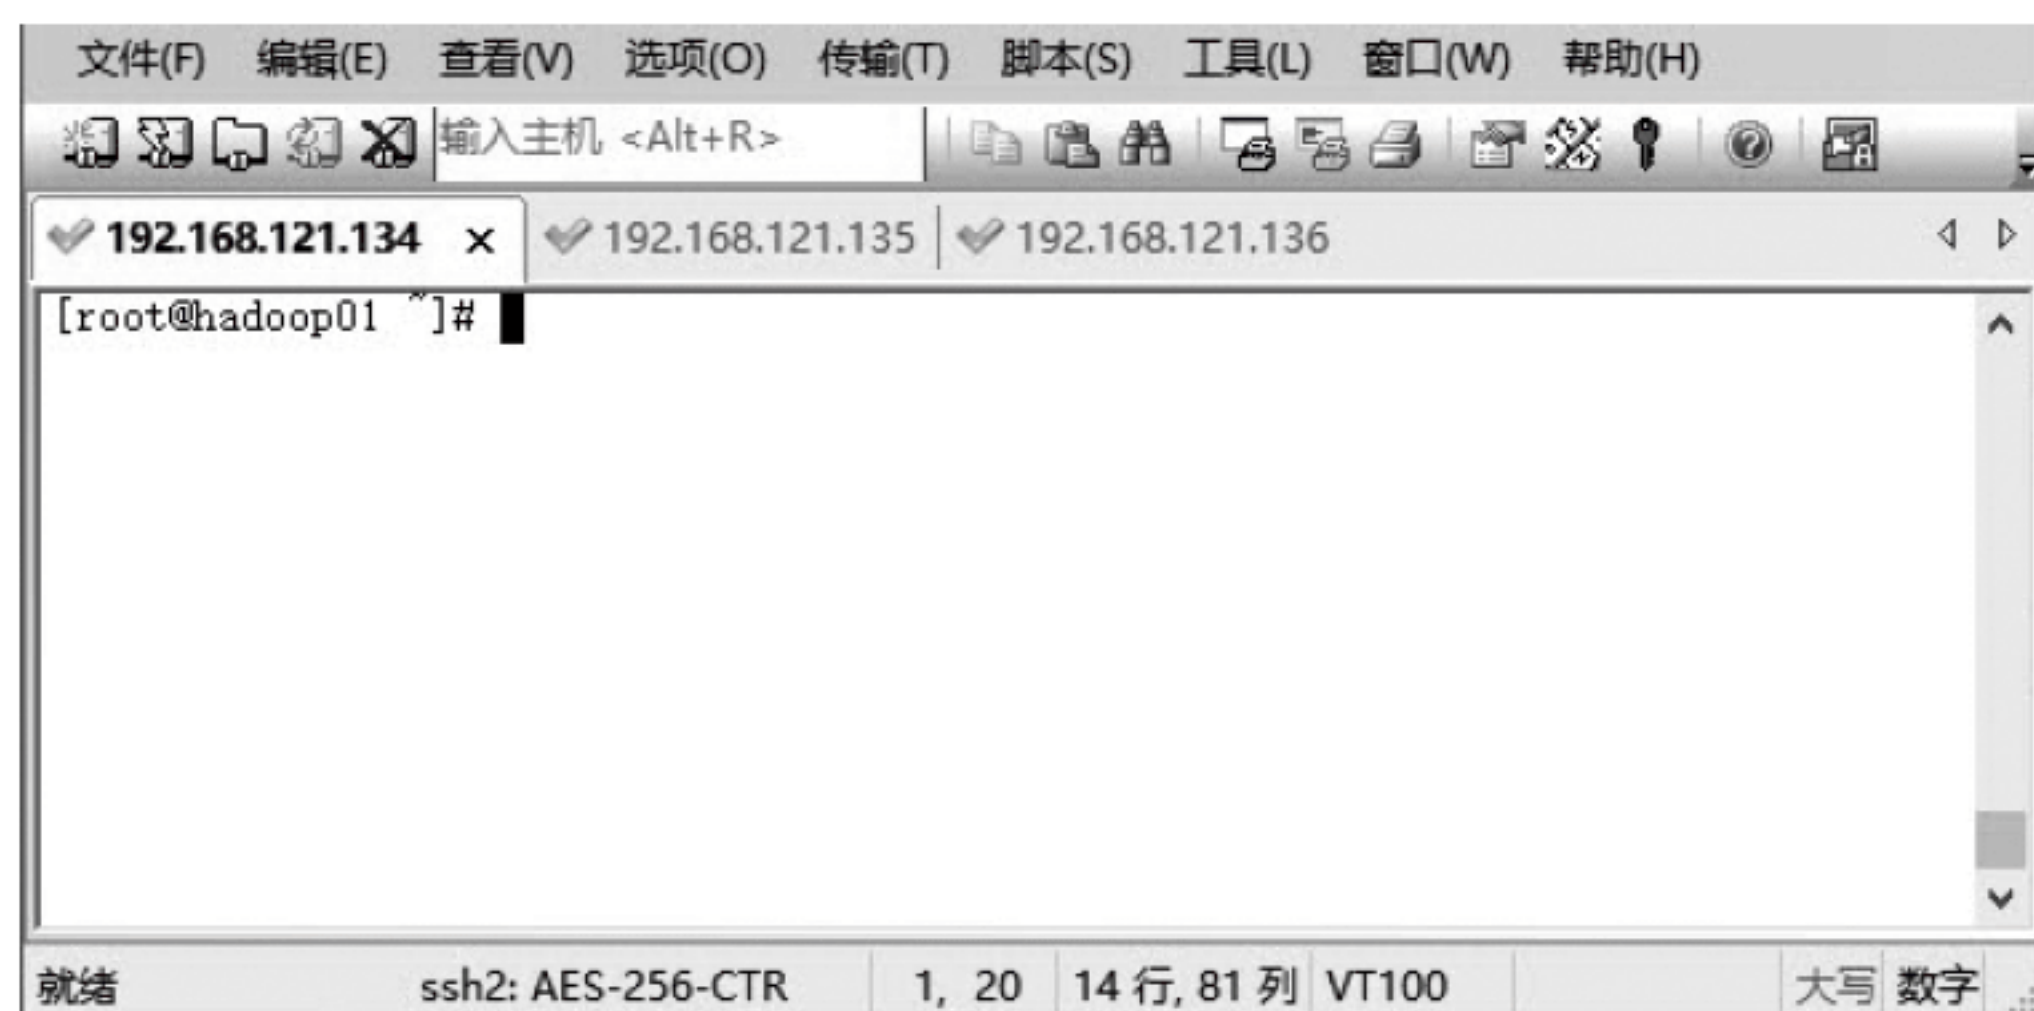 文件(F) 编辑(E) 查看(V) 选项(O) 传输(T) 脚本(S) 工具(L) 窗口(W) 帮助(H)
输入主机 <Alt+R>
192.168.121.134 192.168.121.135 192.168.121.136
[root@hadoop01 ~]#
就绪 ssh2: AES-256-CTR 1, 20 14 行, 81 列 VT100 大写 数字